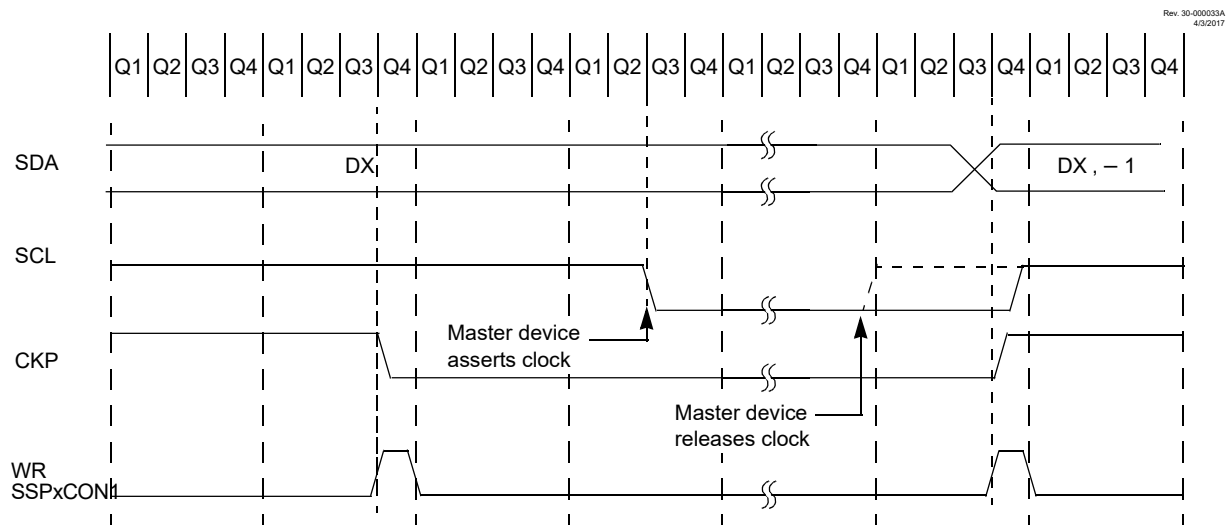 Rev. 30-000033A
4/3/2017
Q1 Q2 Q3 Q4 Q1 Q2 Q3 Q4 Q1 Q2 Q3 Q4 Q1 Q2 Q3 Q4 Q1 Q2 Q3 Q4 Q1 Q2 Q3 Q4 Q1 Q2 Q3 Q4
SDA
DX
DX , – 1
SCL
Master device
asserts clock
CKP
Master device
releases clock
WR
SSPxCON1